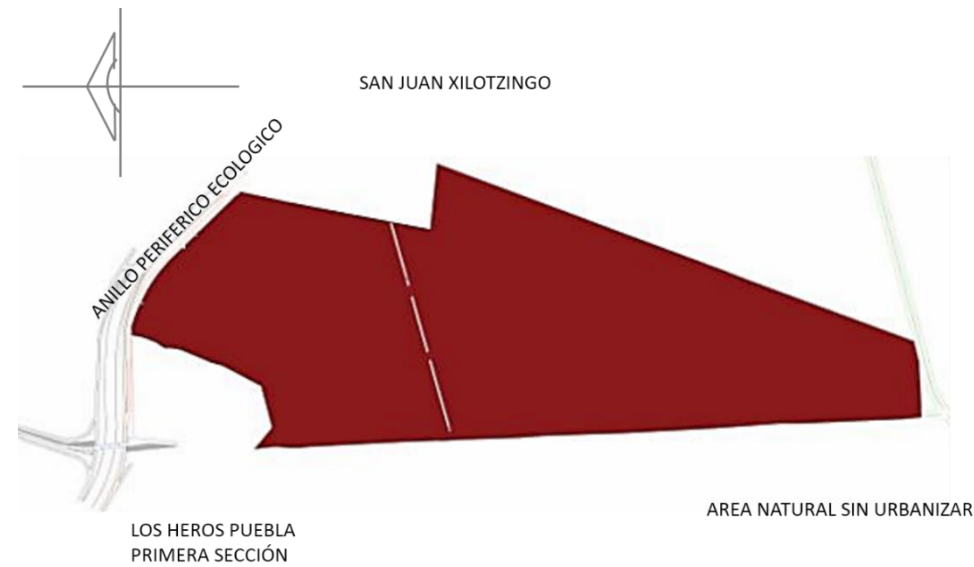 SAN JUAN XILOTZINGO
ANILLO PERIFERICO ECOLOGICO
AREA NATURAL SIN URBANIZAR
LOS HEROS PUEBLA
PRIMERA SECCIÓN